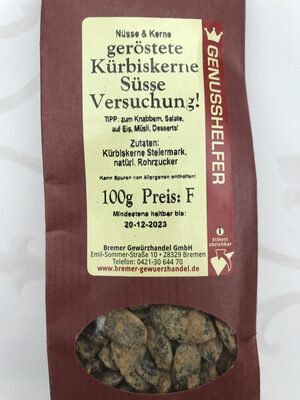 Nüsse & Kerne
geröstete
Kürbiskerne
Süsse
Versuchung!
TIPP: zum Knabbern, Salate,
auf Eis, Müsli, Desserts!
Zutaten:
Kürbiskerne Steiermark,
natürl. Rohrzucker
Kann Spuren von Allergenen enthalten!
100g Preis: F
Mindestens haltbar bis:
20-12-2023
Bremer Gewürzhandel GmbH
Emil-Sommer-Straße 10 • 28329 Bremen
Telefon: 0421-30 644 70
www.bremer-gewuerzhandel.de
GENUSSHELFER
Etikett
abziehbar